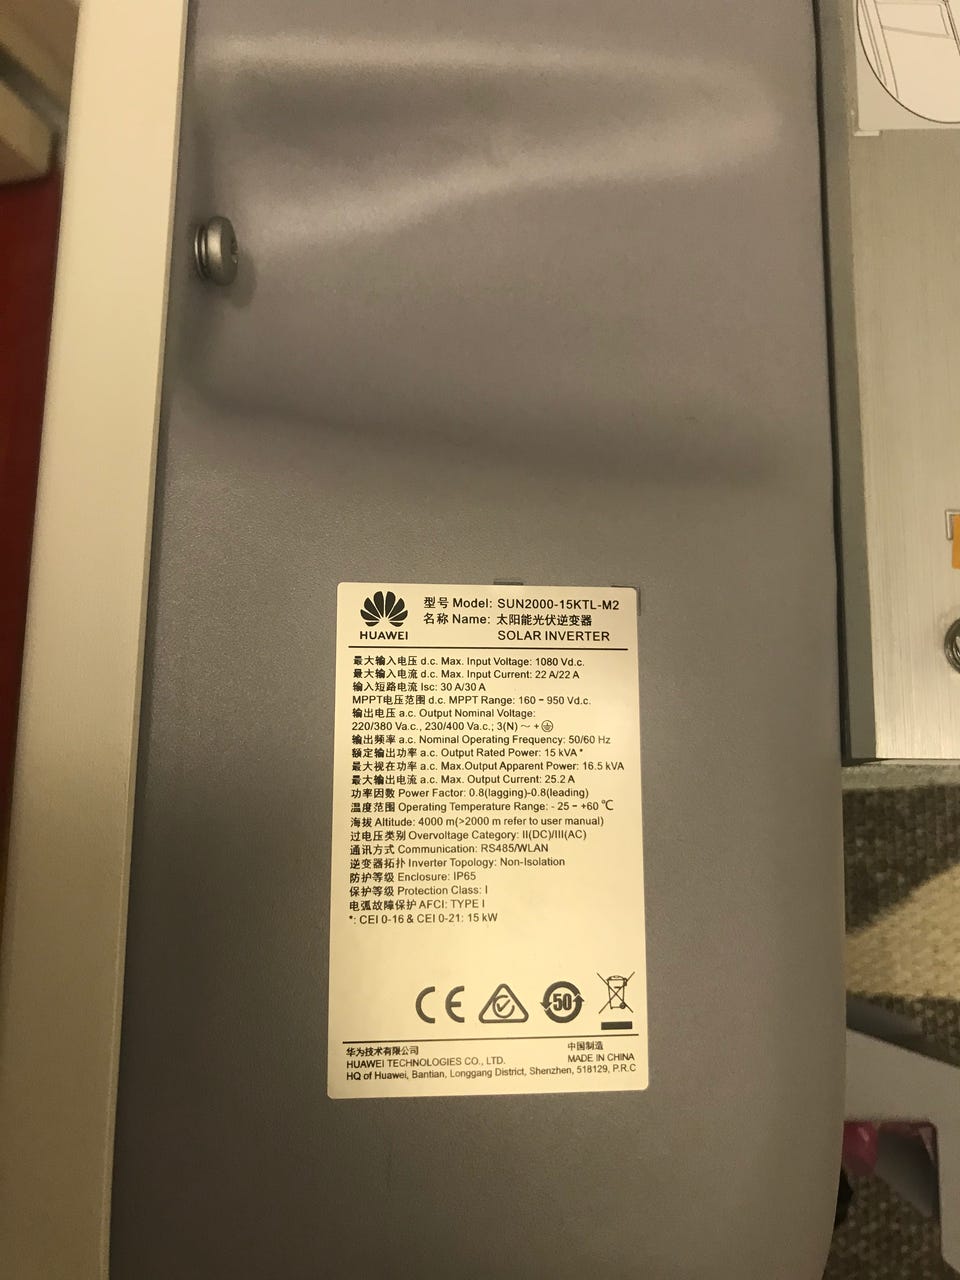 HUAWEI
型号 Model: SUN2000-15KTL-M2
名称 Name: 太阳能光伏逆变器
SOLAR INVERTER
最大输入电压 d.c. Max. Input Voltage: 1080 Vd.c.
最大输入电流 d.c. Max. Input Current: 22 A/22 A
输入短路电流 Isc: 30 A/30 A
MPPT电压范围 d.c. MPPT Range: 160 - 950 Vd.c.
输出电压 a.c. Output Nominal Voltage:
220/380 Va.c., 230/400 Va.c.; 3(N) ～ + ⏚
输出频率 a.c. Nominal Operating Frequency: 50/60 Hz
额定输出功率 a.c. Output Rated Power: 15 kVA *
最大视在功率 a.c. Max.Output Apparent Power: 16.5 kVA
最大输出电流 a.c. Max. Output Current: 25.2 A
功率因数 Power Factor: 0.8(lagging)-0.8(leading)
温度范围 Operating Temperature Range: - 25 - +60 ℃
海拔 Altitude: 4000 m(>2000 m refer to user manual)
过电压类别 Overvoltage Category: II(DC)/III(AC)
通讯方式 Communication: RS485/WLAN
逆变器拓扑 Inverter Topology: Non-Isolation
防护等级 Enclosure: IP65
保护等级 Protection Class: I
电弧故障保护 AFCI: TYPE I
*: CEI 0-16 & CEI 0-21: 15 kW
CE 50
华为技术有限公司
HUAWEI TECHNOLOGIES CO., LTD.
中国制造
MADE IN CHINA
HQ of Huawei, Bantian, Longgang District, Shenzhen, 518129, P.R.C